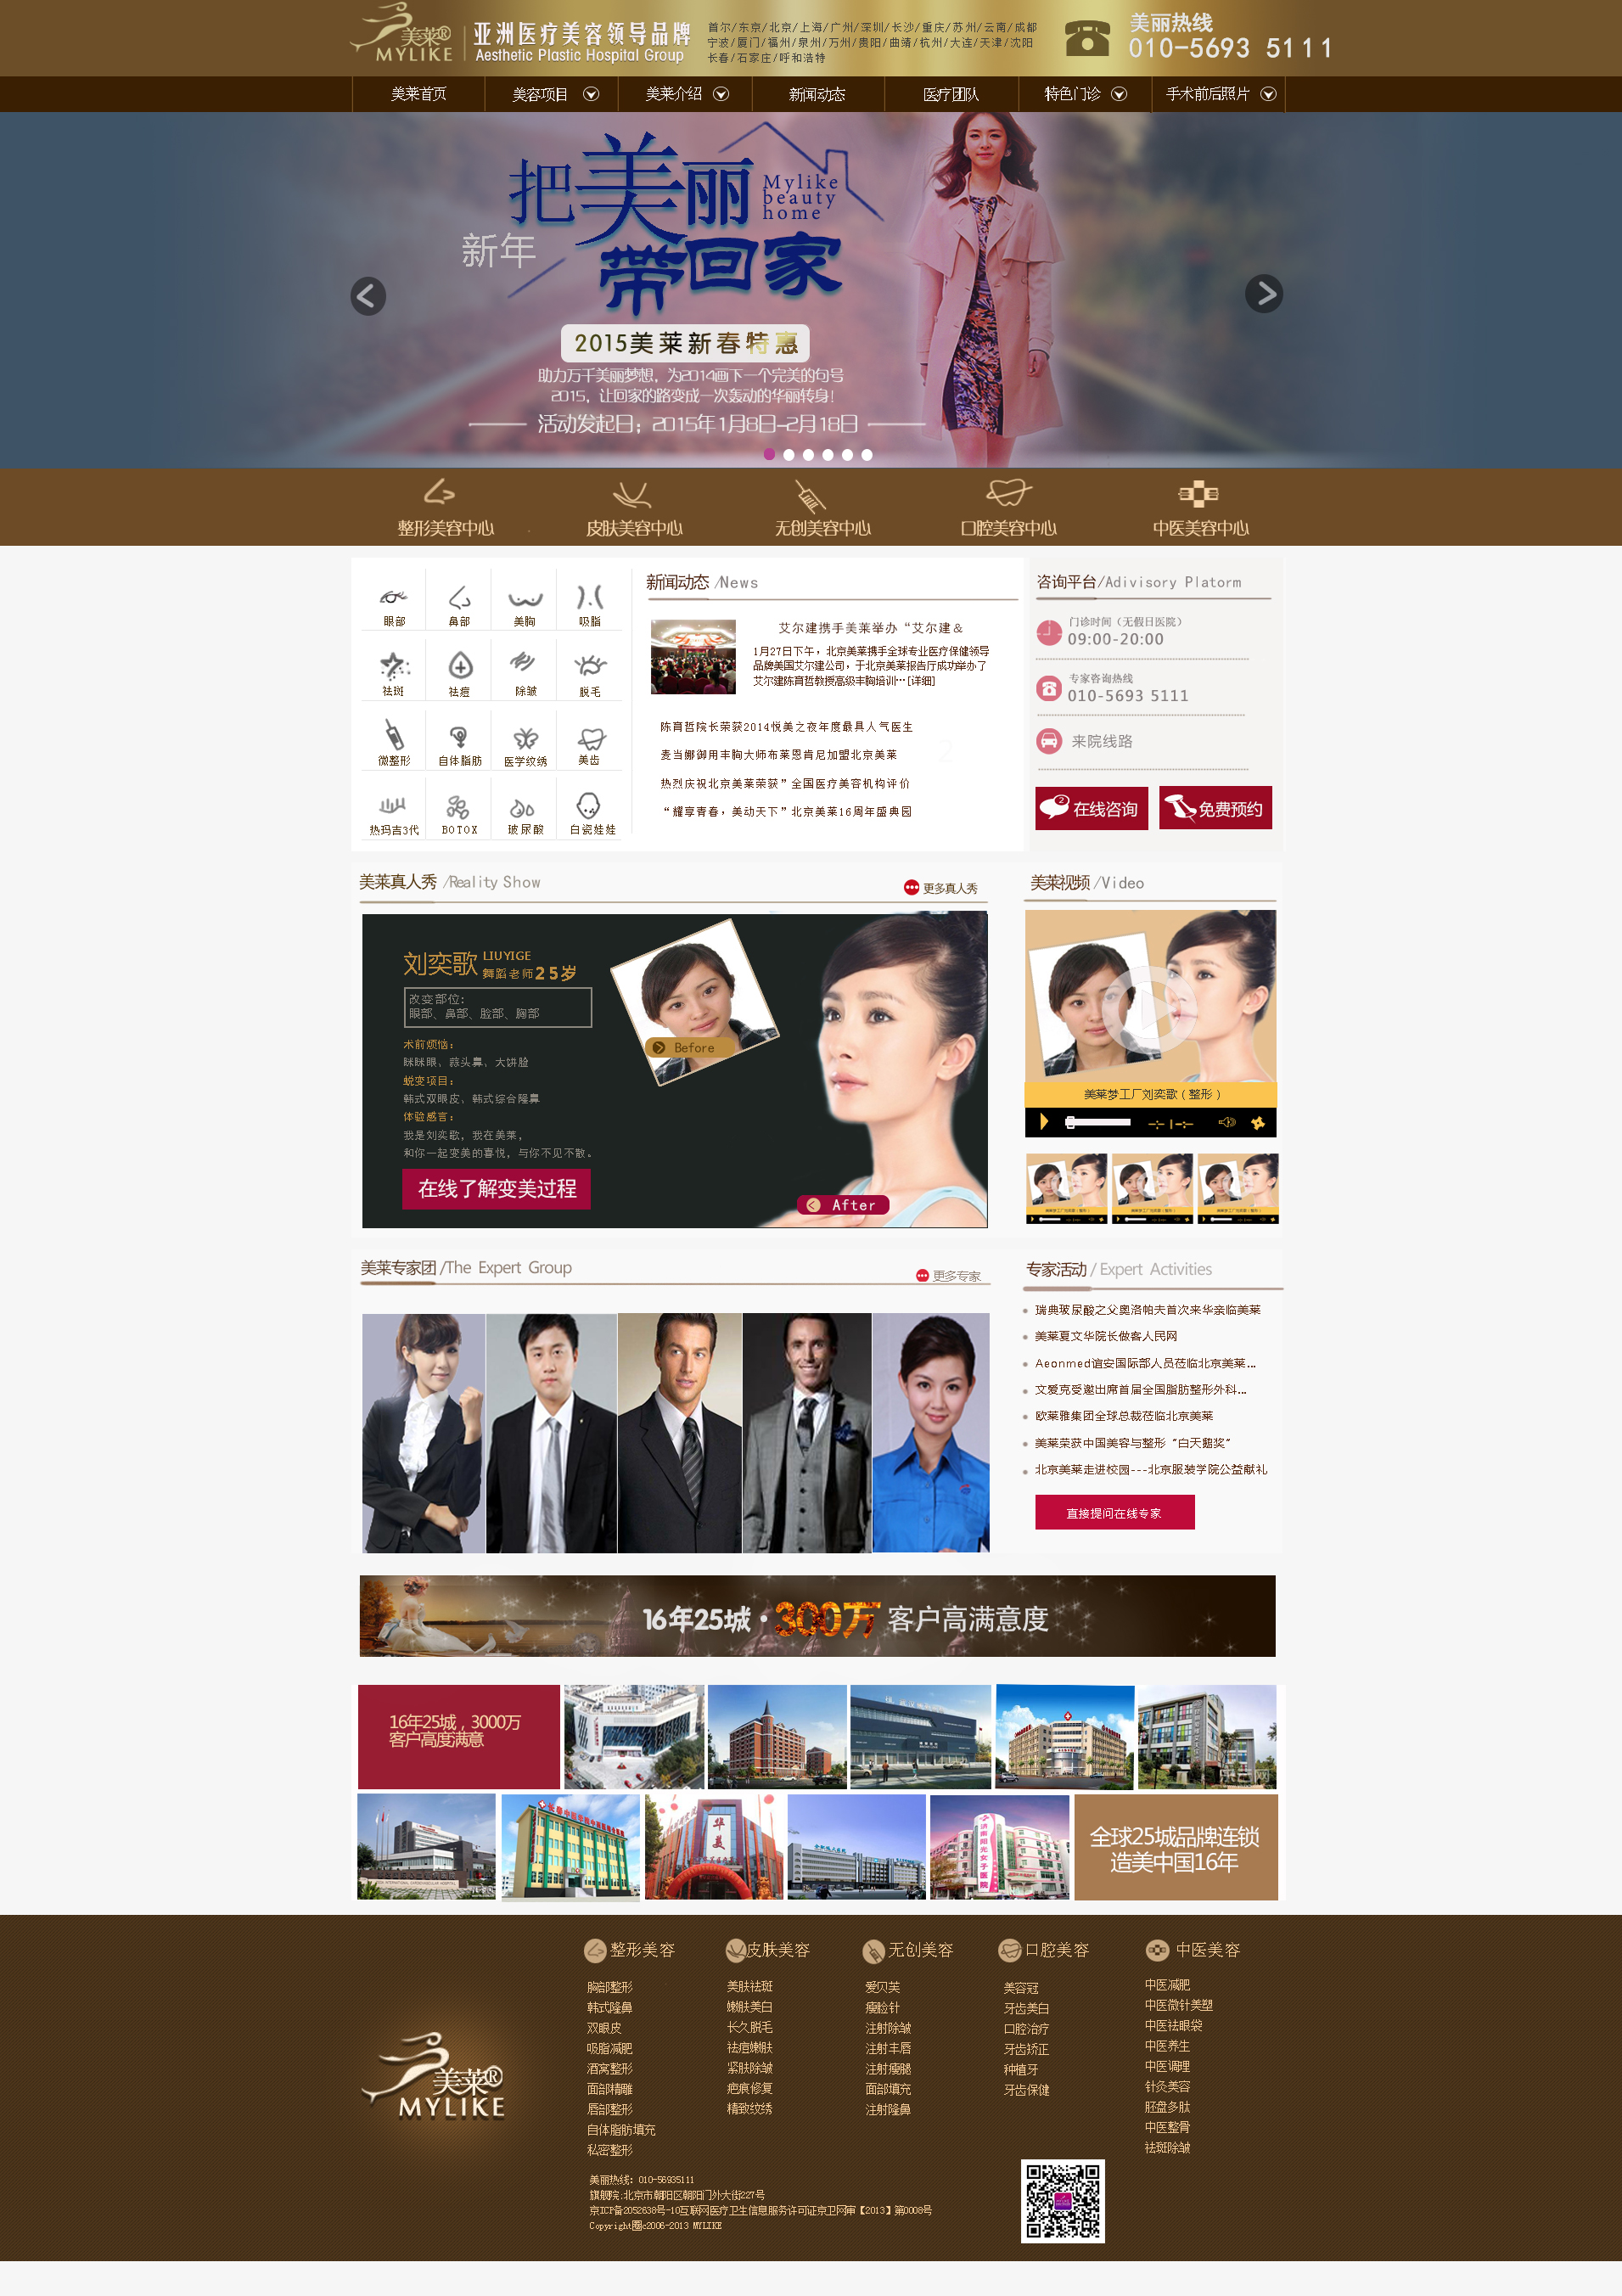 美莱®
MYLIKE
亚洲医疗美容领导品牌
Aesthetic Plastic Hospital Group
首尔/东京/北京/上海/广州/深圳/长沙/重庆/苏州/云南/成都
宁波/厦门/福州/泉州/万州/贵阳/曲靖/杭州/大连/天津/沈阳
长春/石家庄/呼和浩特
美丽热线
010-5693 5111
美莱首页
美容项目
美莱介绍
新闻动态
医疗团队
特色门诊
手术前后照片
把美丽
Mylike
beauty
home
新年
带回家
2015美莱新春特惠
助力万千美丽梦想，为2014画下一个完美的句号
2015，让回家的路变成一次轰动的华丽转身！
活动发起日：2015年1月8日-2月18日
整形美容中心
皮肤美容中心
无创美容中心
口腔美容中心
中医美容中心
眼部
鼻部
美胸
吸脂
祛斑
祛痘
除皱
脱毛
微整形
自体脂肪
医学纹绣
美齿
热玛吉3代
BOTOX
玻尿酸
白瓷娃娃
新闻动态 /News
艾尔建携手美莱举办“艾尔建&
1月27日下午，北京美莱携手全球专业医疗保健领导
品牌美国艾尔建公司，于北京美莱报告厅成功举办了
艾尔建陈育哲教授高级丰胸培训…[详细]
陈育哲院长荣获2014悦美之夜年度最具人气医生
麦当娜御用丰胸大师布莱恩肯尼加盟北京美莱
热烈庆祝北京美莱荣获”全国医疗美容机构评价
“耀享青春，美动天下”北京美莱16周年盛典园
咨询平台/Adivisory Platorm
门诊时间（无假日医院）
09:00-20:00
专家咨询热线
010-5693 5111
来院线路
在线咨询
免费预约
美莱真人秀 /Reality Show
更多真人秀
刘奕歌
LIUYIGE
舞蹈老师25岁
改变部位：
眼部、鼻部、脸部、胸部
术前烦恼：
眯眯眼、蒜头鼻、大饼脸
蜕变项目：
韩式双眼皮、韩式综合隆鼻
体验感言：
我是刘奕歌，我在美莱，
和你一起变美的喜悦，与你不见不散。
在线了解变美过程
Before
After
美莱视频 /Video
美莱梦工厂刘奕歌（整形）
美莱梦工厂刘奕歌（整形）
美莱梦工厂刘奕歌（整形）
美莱梦工厂刘奕歌（整形）
美莱专家团 /The Expert Group
更多专家
专家活动 / Expert Activities
瑞典玻尿酸之父奥洛帕夫首次来华亲临美莱
美莱夏文华院长做客人民网
Aeonmed谊安国际部人员莅临北京美莱...
文爱克受邀出席首届全国脂肪整形外科...
欧莱雅集团全球总裁莅临北京美莱
美莱荣获中国美容与整形“白天鹅奖”
北京美莱走进校园---北京服装学院公益献礼
直接提问在线专家
16年25城·300万 客户高满意度
16年25城，3000万
客户高度满意
华美
济南阳光女子医院
全球25城品牌连锁
造美中国16年
整形美容
胸部整形
韩式隆鼻
双眼皮
吸脂减肥
酒窝整形
面部精雕
唇部整形
自体脂肪填充
私密整形
皮肤美容
美肤祛斑
嫩肤美白
长久脱毛
祛痘嫩肤
紧肤除皱
疤痕修复
精致纹绣
无创美容
爱贝芙
瘦脸针
注射除皱
注射丰唇
注射瘦腿
面部填充
注射隆鼻
口腔美容
美容冠
牙齿美白
口腔治疗
牙齿矫正
种植牙
牙齿保健
中医美容
中医减肥
中医微针美塑
中医祛眼袋
中医养生
中医调理
针灸美容
胚盘多肽
中医整骨
祛斑除皱
美莱®
MYLIKE
美丽热线：010-56935111
旗舰院:北京市朝阳区朝阳门外大街227号
京ICP备2052638号-10互联网医疗卫生信息服务许可证京卫网审【2013】第0008号
Copyright圈c2006-2013 MYLIKE